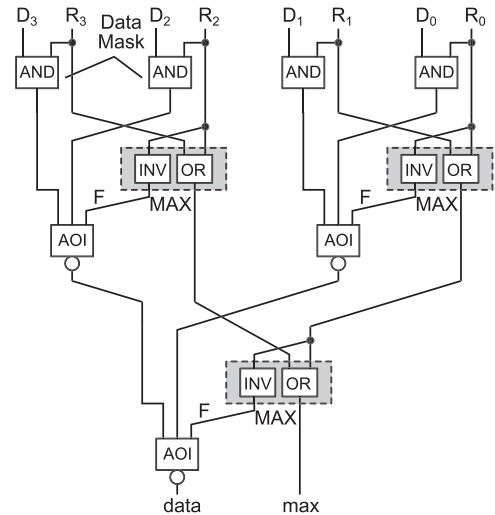 D3 R3 Data Mask D2 R2 D1 R1 D0 R0
AND AND AND AND
INV OR INV OR
F MAX F MAX
AOI AOI
INV OR
F MAX
AOI
data max